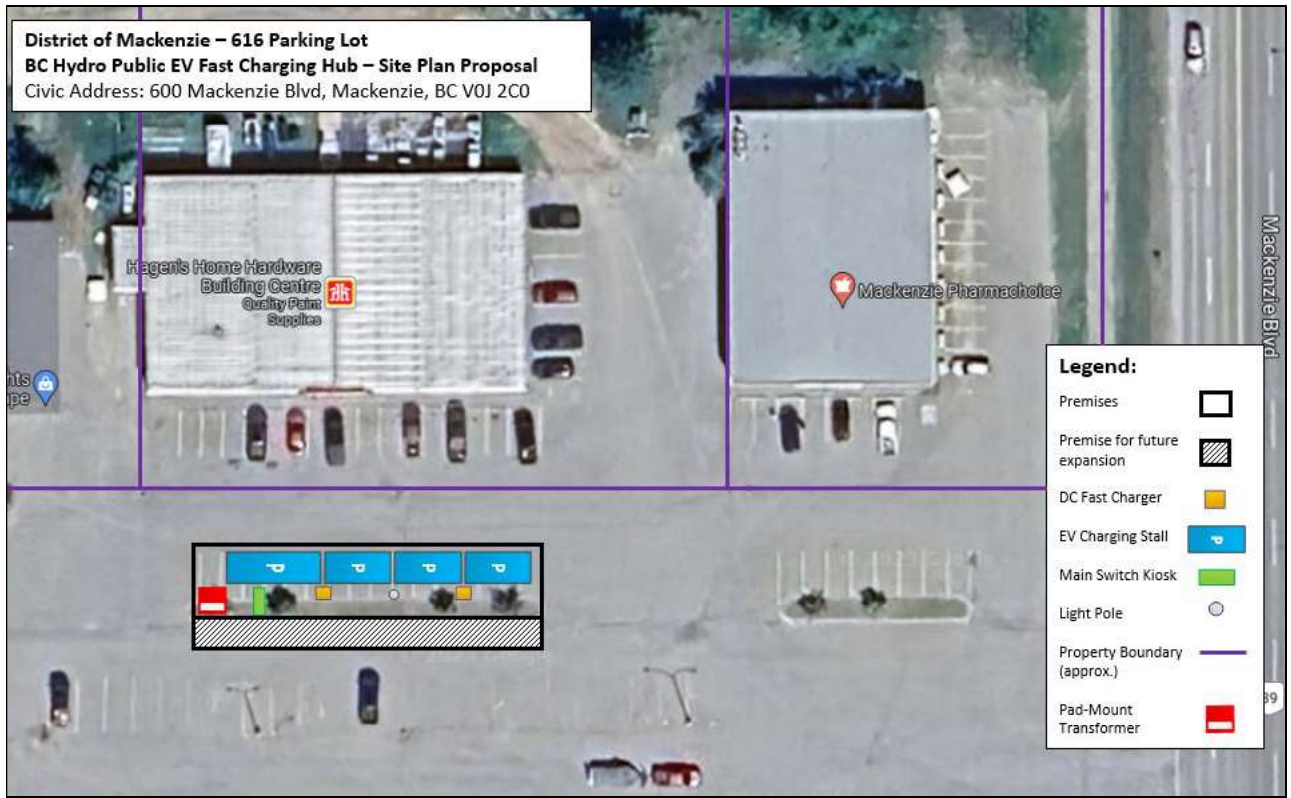 District of Mackenzie – 616 Parking Lot
BC Hydro Public EV Fast Charging Hub – Site Plan Proposal
Civic Address: 600 Mackenzie Blvd, Mackenzie, BC V0J 2C0
Hagen's Home Hardware
Building Centre
Quality Paint
Supplies
Mackenzie Pharmachoice
Mackenzie Blvd
nts
pe
P
P
P
P
Legend:
Premises
Premise for future
expansion
DC Fast Charger
EV Charging Stall
P
Main Switch Kiosk
Light Pole
Property Boundary
(approx.)
Pad-Mount
Transformer
39